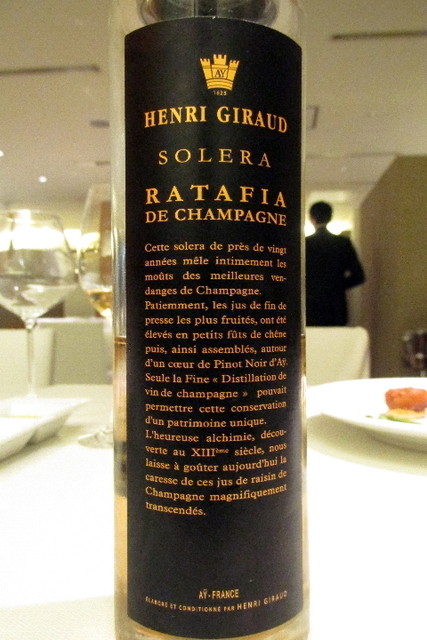 AŸ
1625
HENRI GIRAUD
SOLERA
RATAFIA
DE CHAMPAGNE
Cette solera de près de vingt
années mêle intimement les
moûts des meilleures ven-
danges de Champagne.
Patiemment, les jus de fin de
presse les plus fruités, ont été
élevés en petits fûts de chêne
puis, ainsi assemblés, autour
d'un cœur de Pinot Noir d'Aÿ.
Seule la Fine « Distillation de
vin de champagne » pouvait
permettre cette conservation
d'un patrimoine unique.
L'heureuse alchimie, décou-
verte au XIIIème siècle, nous
laisse à goûter aujourd'hui la
caresse de ces jus de raisin de
Champagne magnifiquement
transcendés.
AŸ-FRANCE
ELABORÉ ET CONDITIONNÉ PAR HENRI GIRAUD